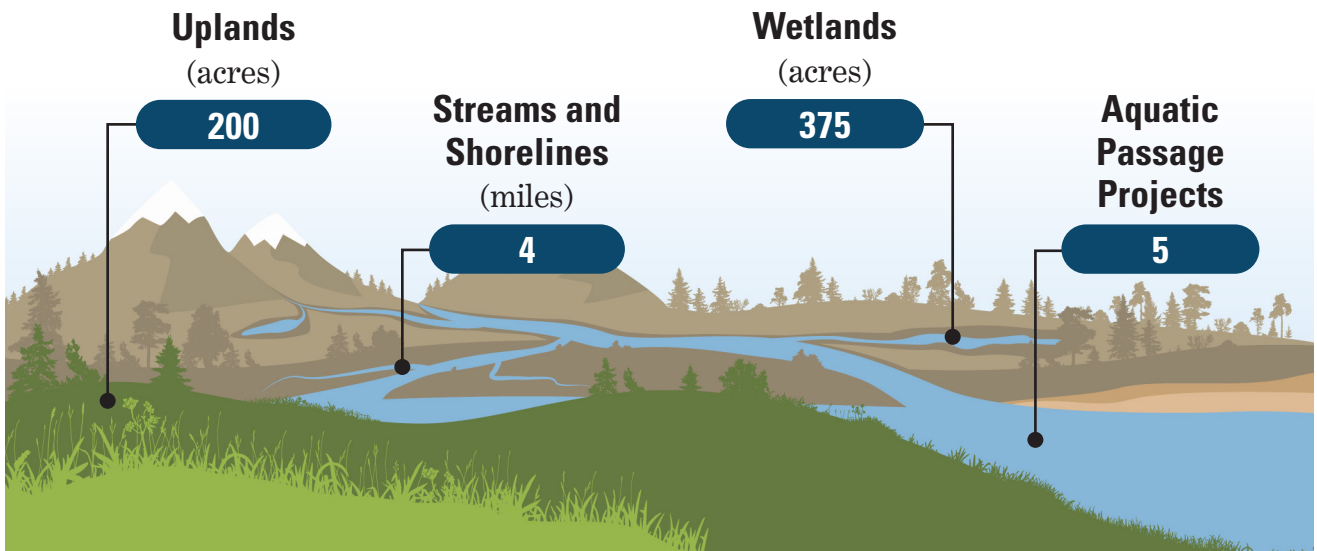 Uplands
(acres)
200
Streams and
Shorelines
(miles)
4
Wetlands
(acres)
375
Aquatic
Passage
Projects
5